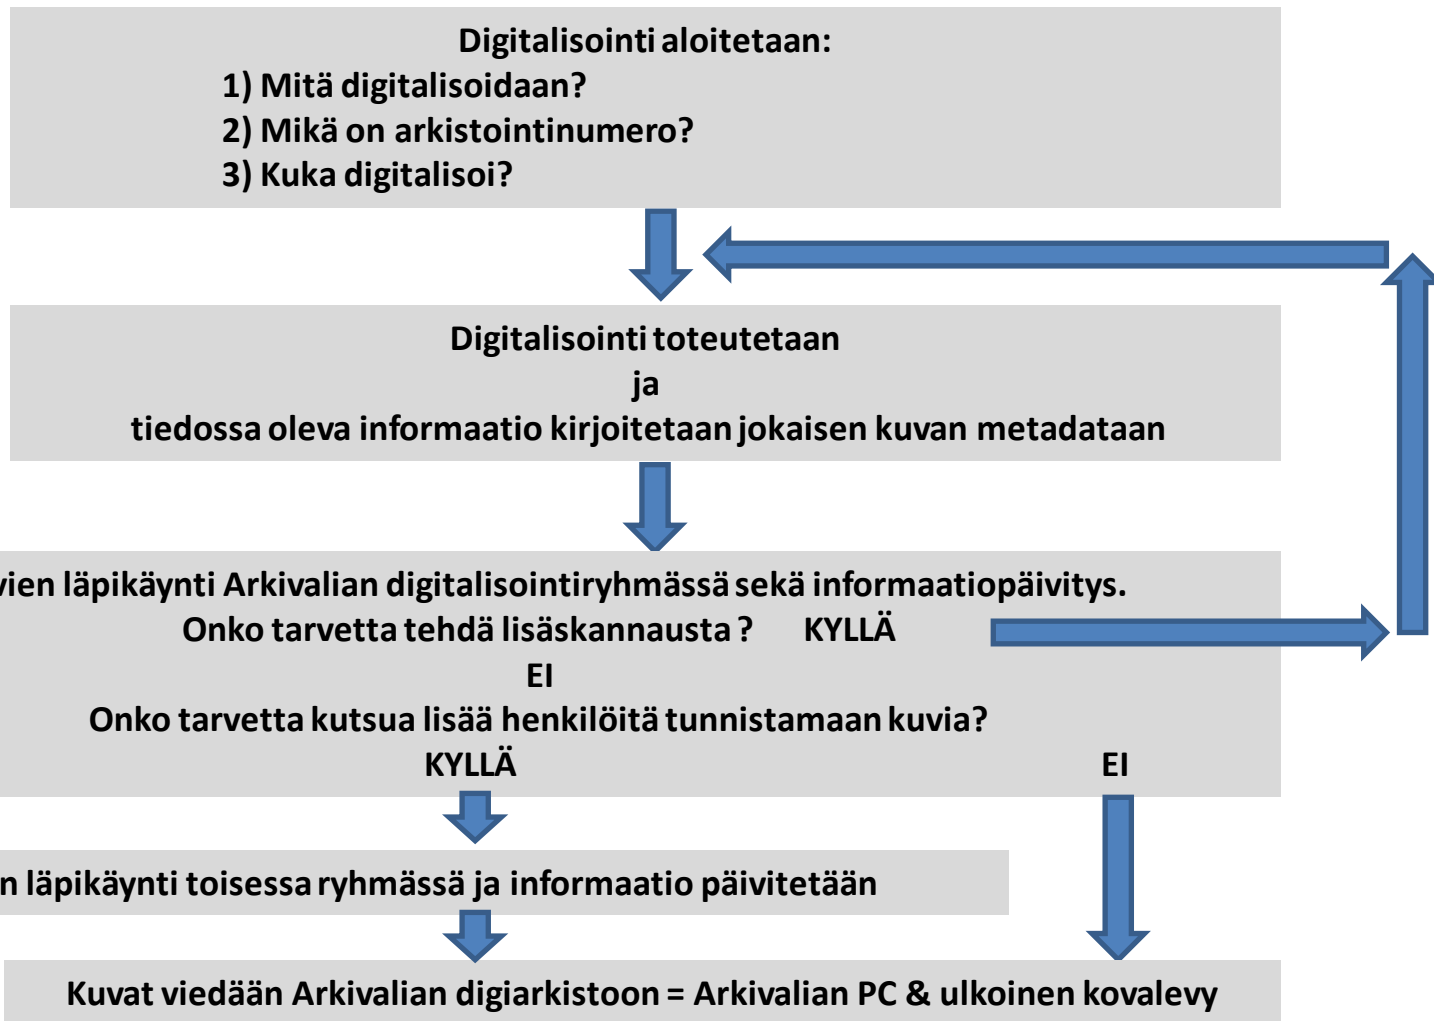 Digitalisointi aloitetaan:
1) Mitä digitalisoidaan?
2) Mikä on arkistointinumero?
3) Kuka digitalisoi?
Digitalisointi toteutetaan
ja
tiedossa oleva informaatio kirjoitetaan jokaisen kuvan metadataan
läpikäynti Arkivalian digitalisointiryhmässä sekä informaatiopäivitys.
Onko tarvetta tehdä lisäskannausta ? KYLLÄ
EI
Onko tarvetta kutsua lisää henkilöitä tunnistamaan kuvia?
KYLLÄ EI
läpikäynti toisessa ryhmässä ja informaatio päivitetään
Kuvat viedään Arkivalian digiarkistoon = Arkivalian PC & ulkoinen kovalevy